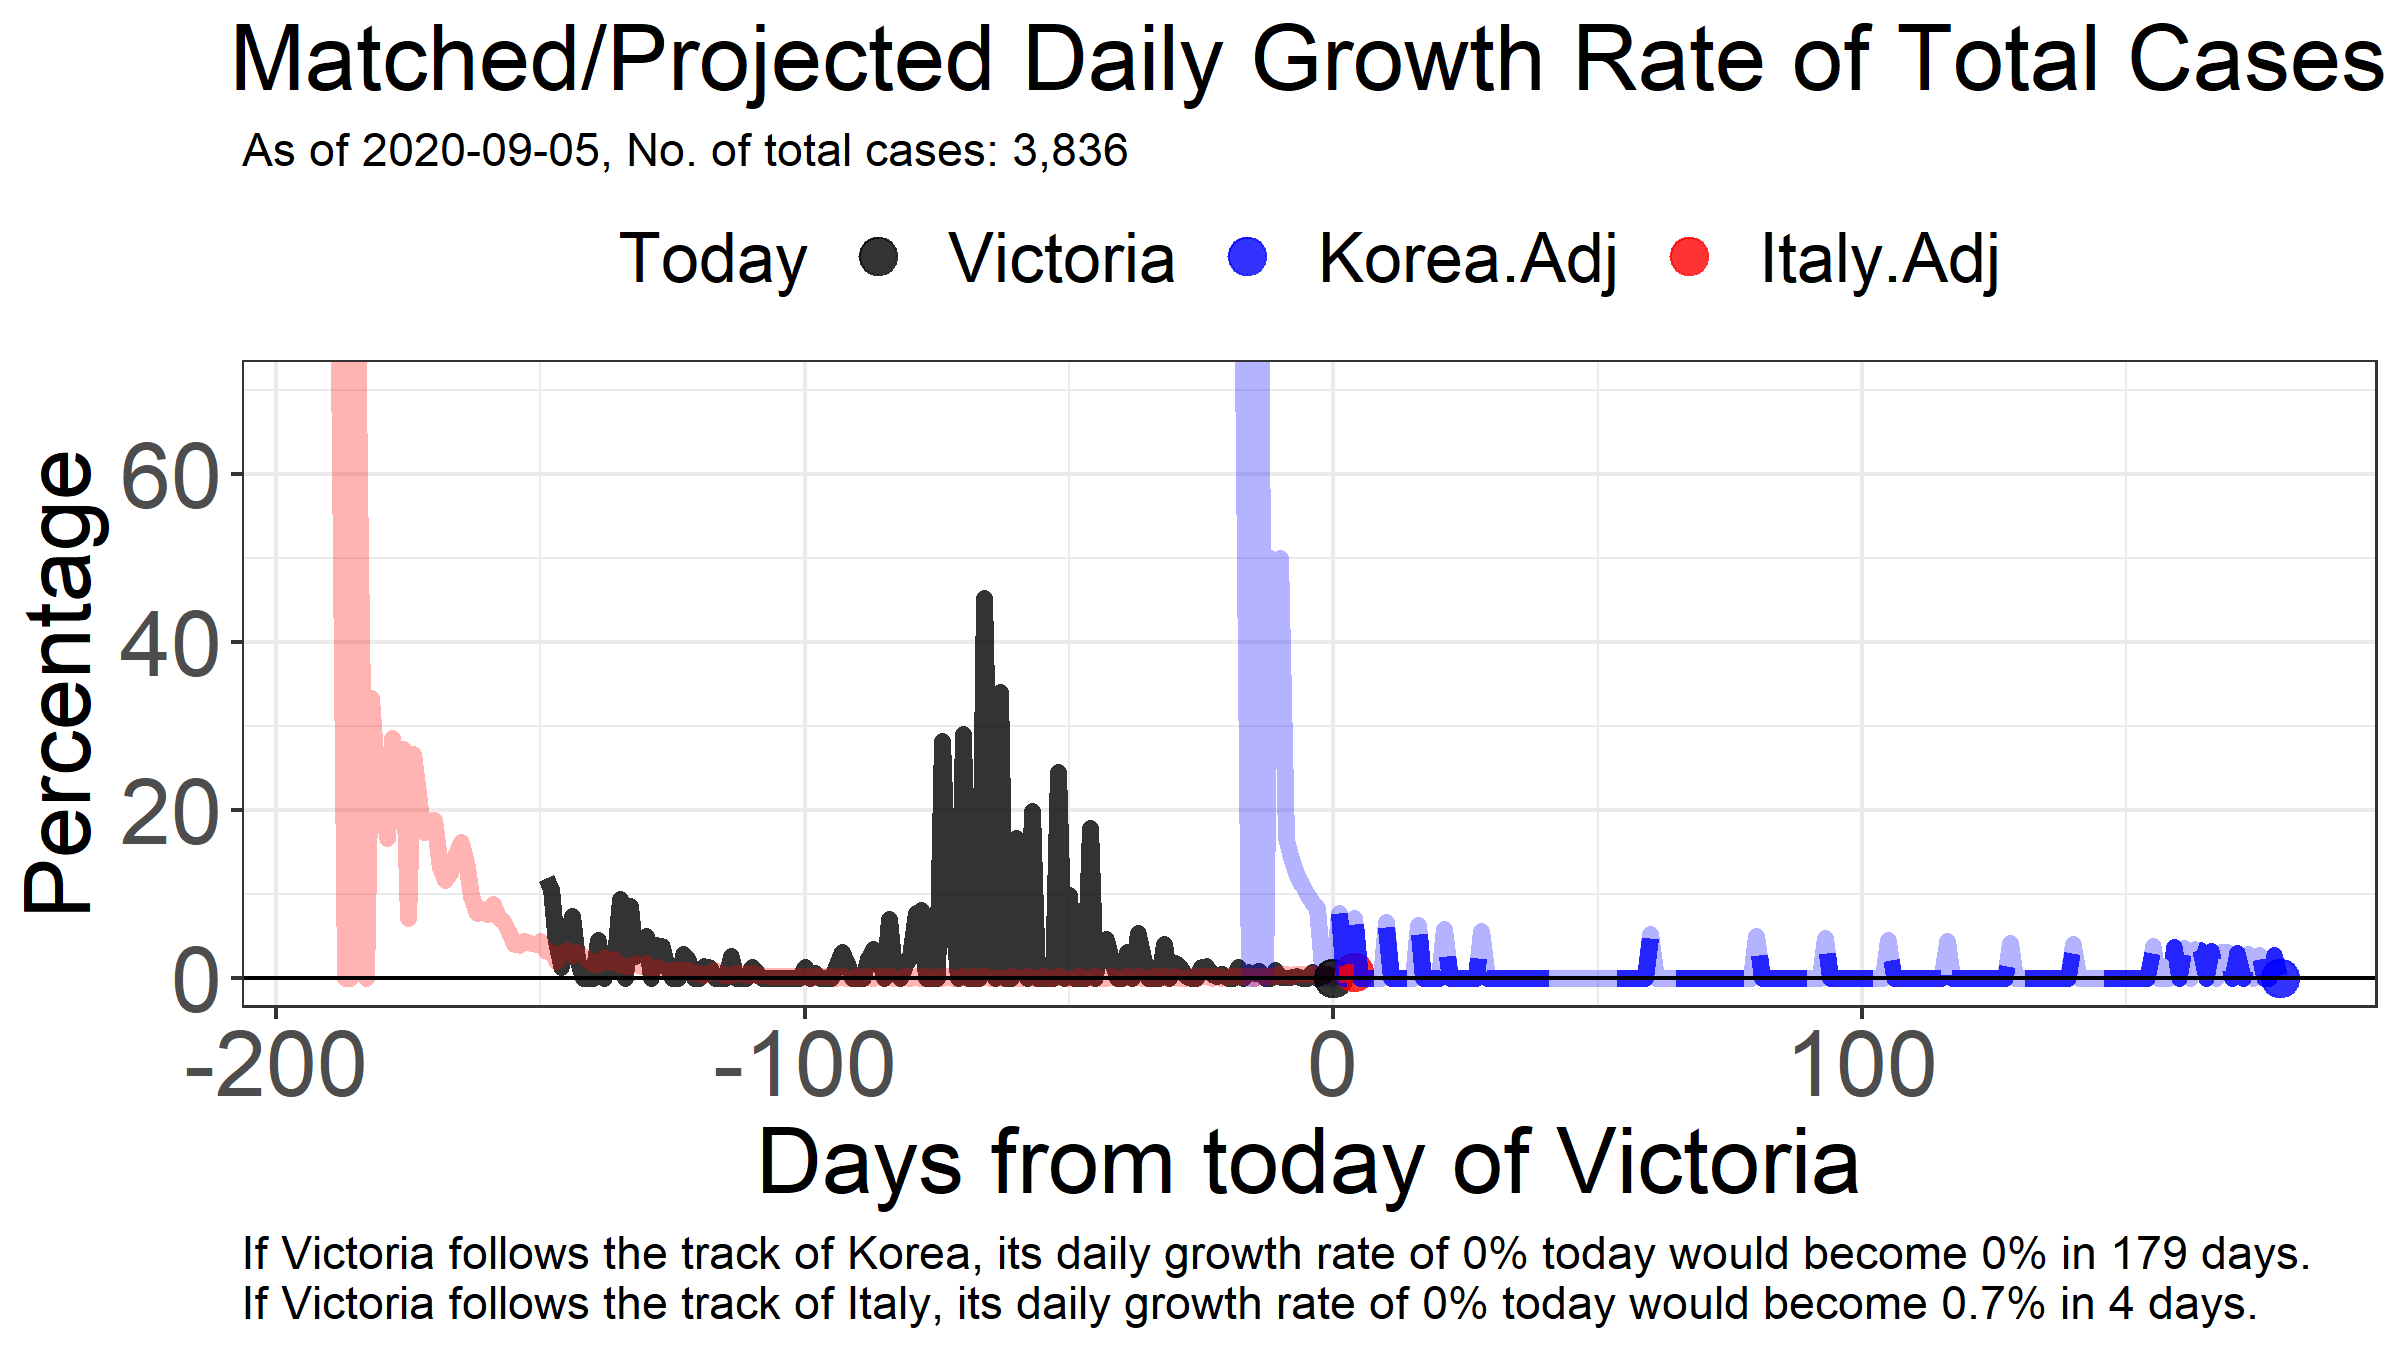 Matched/Projected Daily Growth Rate of Total Cases
As of 2020-09-05, No. of total cases: 3,836
Today Victoria Korea.Adj Italy.Adj
Percentage
60
40
20
0
-200 -100 0 100
Days from today of Victoria
If Victoria follows the track of Korea, its daily growth rate of 0% today would become 0% in 179 days.
If Victoria follows the track of Italy, its daily growth rate of 0% today would become 0.7% in 4 days.